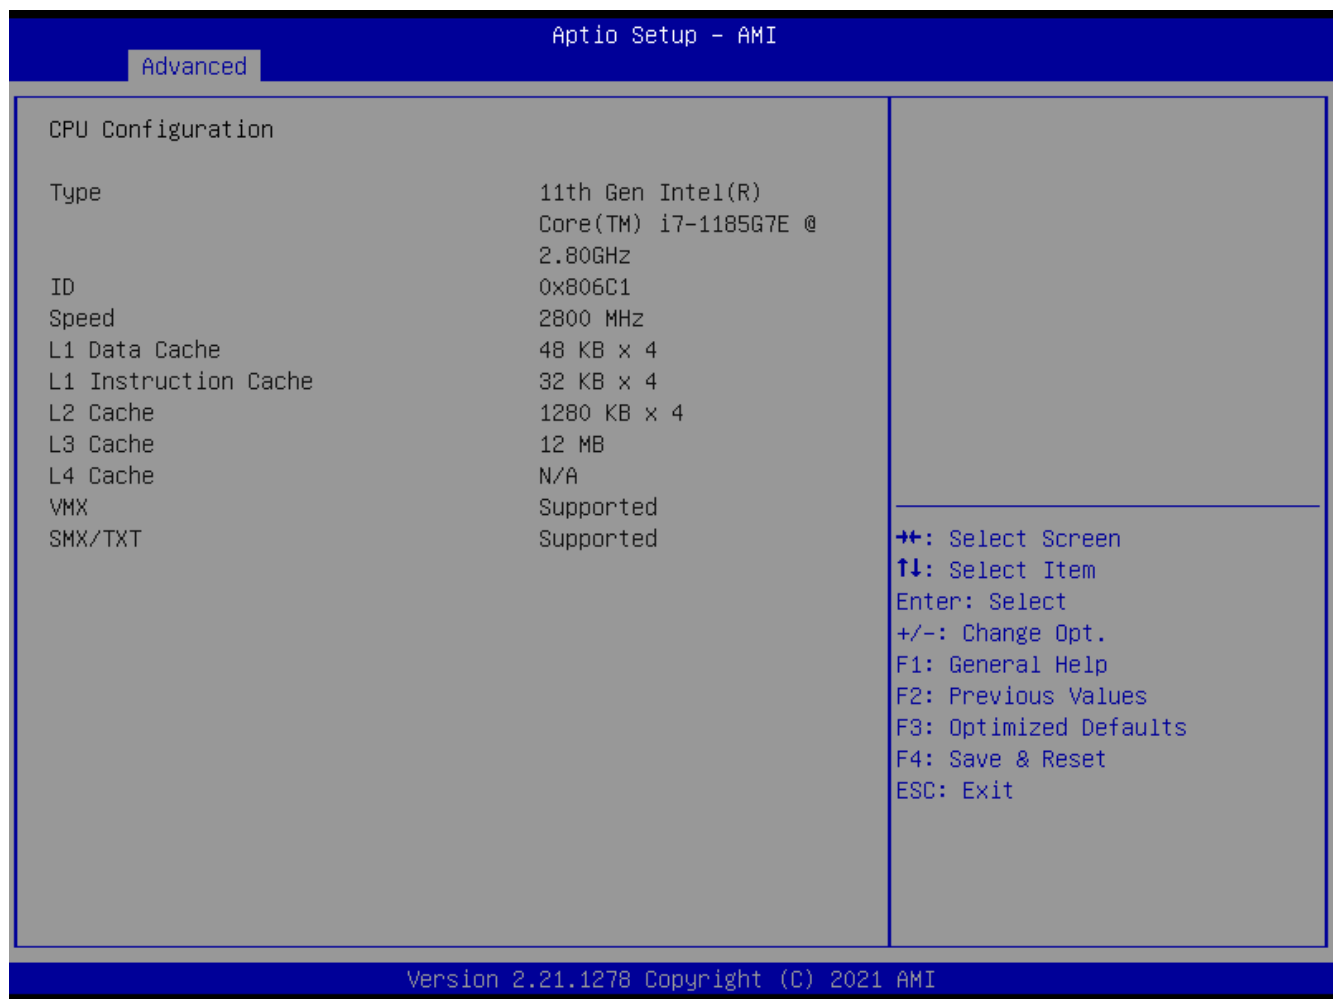 Aptio Setup – AMI
Advanced
CPU Configuration
Type 11th Gen Intel(R)
Core(TM) i7-1185G7E @
2.80GHz
ID 0x806C1
Speed 2800 MHz
L1 Data Cache 48 KB x 4
L1 Instruction Cache 32 KB x 4
L2 Cache 1280 KB x 4
L3 Cache 12 MB
L4 Cache N/A
VMX Supported
SMX/TXT Supported
→←: Select Screen
↑↓: Select Item
Enter: Select
+/-: Change Opt.
F1: General Help
F2: Previous Values
F3: Optimized Defaults
F4: Save & Reset
ESC: Exit
Version 2.21.1278 Copyright (C) 2021 AMI